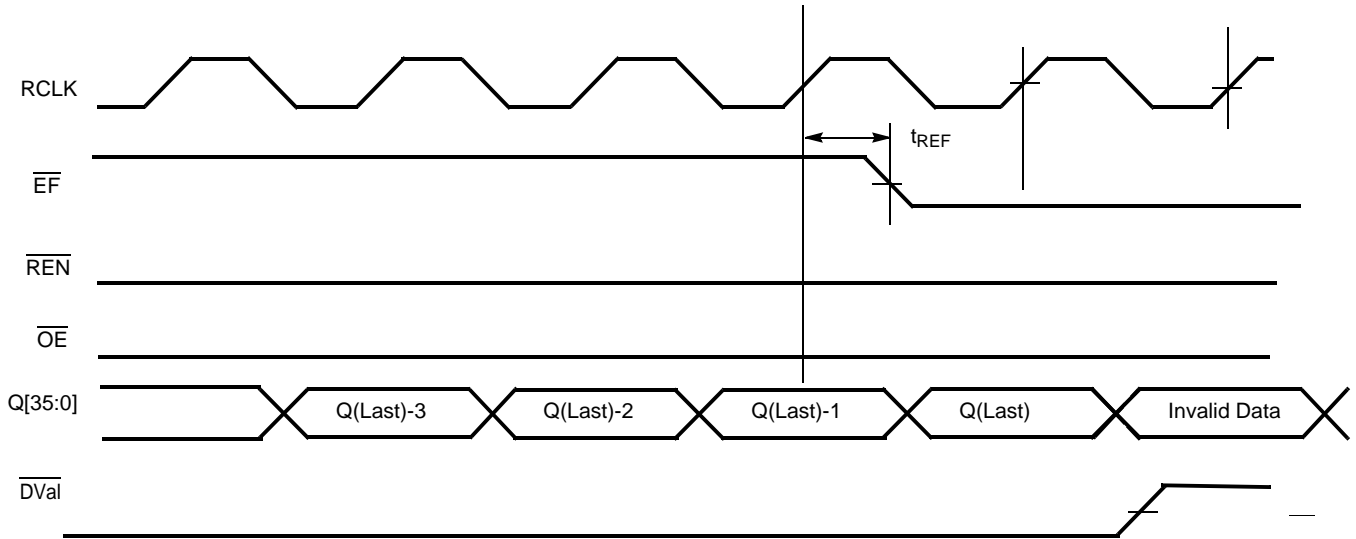 RCLK
tREF
EF
REN
OE
Q[35:0]
Q(Last)-3
Q(Last)-2
Q(Last)-1
Q(Last)
Invalid Data
DVal